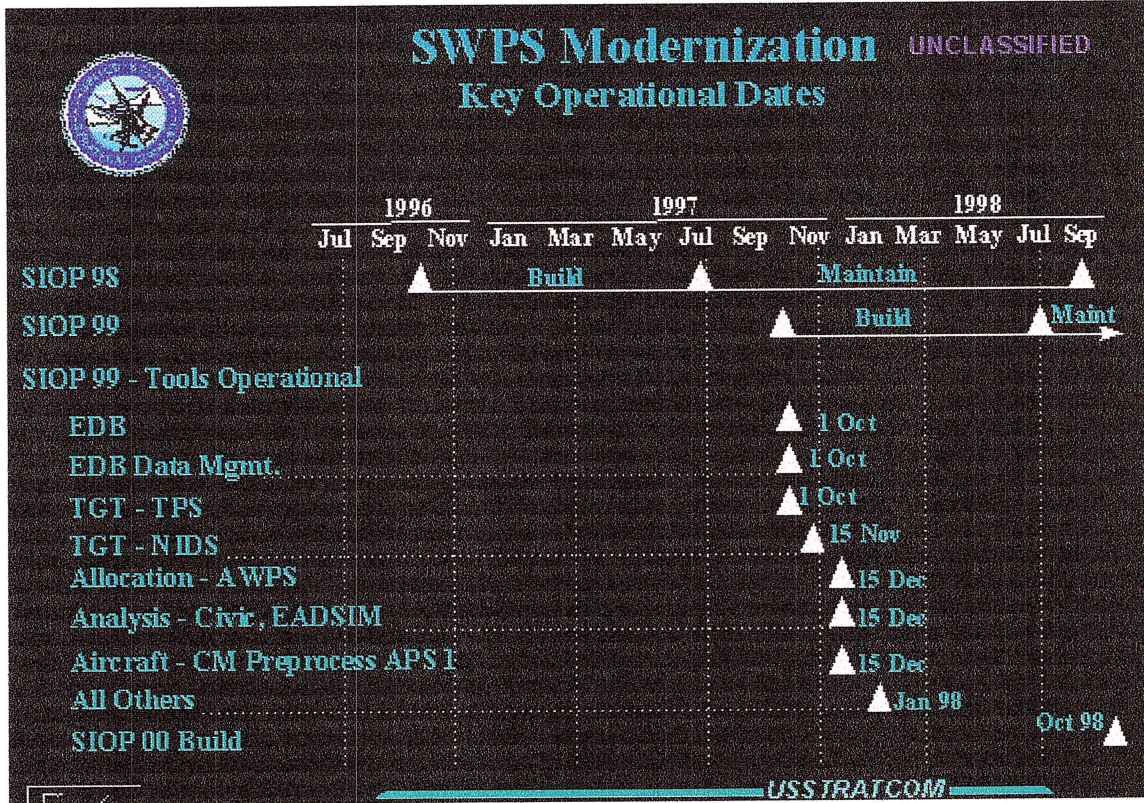 SWPS Modernization UNCLASSIFIED
Key Operational Dates
1996 1997 1998
Jul Sep Nov Jan Mar May Jul Sep Nov Jan Mar May Jul Sep
SIOP 98 Build Maintain
SIOP 99 Build Maint
SIOP 99 - Tools Operational
EDB 1 Oct
EDB Data Mgmt. 1 Oct
TGT - TPS 1 Oct
TGT - NIDS 15 Nov
Allocation - AWPS 15 Dec
Analysis - Civic, EADSIM 15 Dec
Aircraft - CM Preprocess APS 1 15 Dec
All Others Jan 98
SIOP 00 Build Oct 98
USSTRATCOM